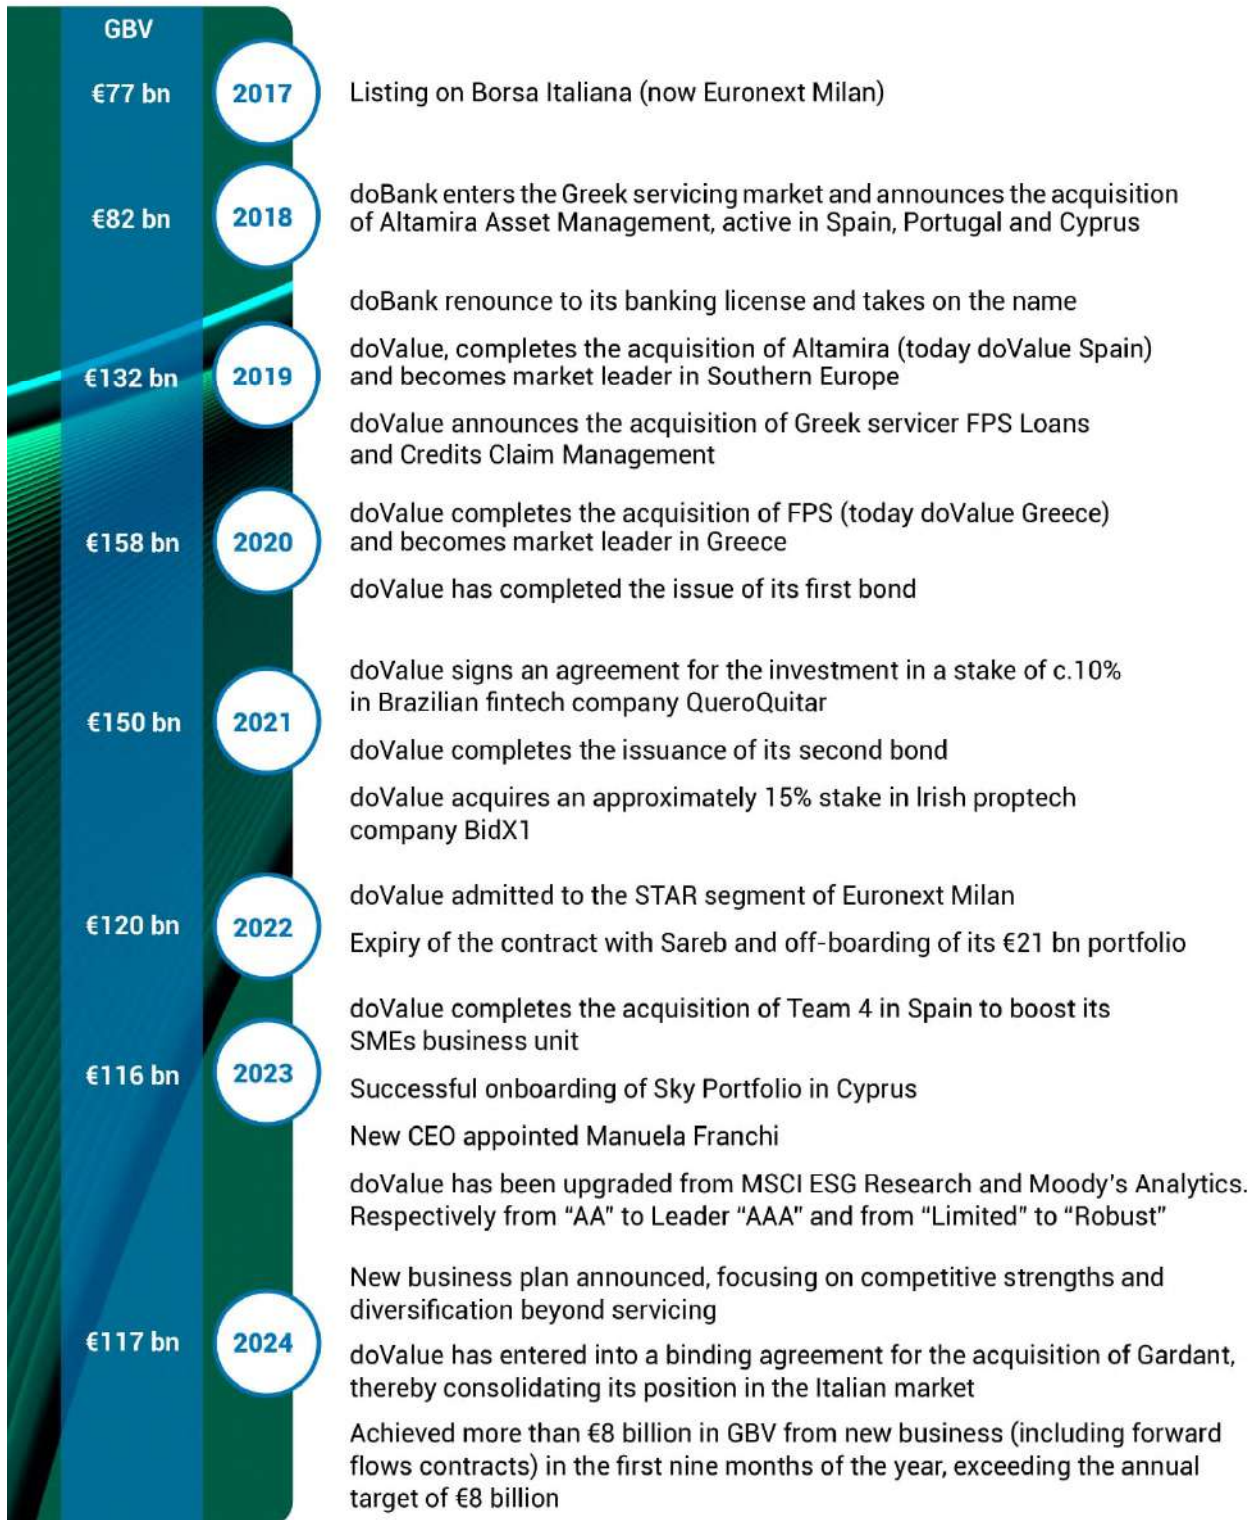 GBV
€77 bn
2017
Listing on Borsa Italiana (now Euronext Milan)
€82 bn
2018
doBank enters the Greek servicing market and announces the acquisition
of Altamira Asset Management, active in Spain, Portugal and Cyprus
€132 bn
2019
doBank renounce to its banking license and takes on the name
doValue, completes the acquisition of Altamira (today doValue Spain)
and becomes market leader in Southern Europe
doValue announces the acquisition of Greek servicer FPS Loans
and Credits Claim Management
€158 bn
2020
doValue completes the acquisition of FPS (today doValue Greece)
and becomes market leader in Greece
doValue has completed the issue of its first bond
€150 bn
2021
doValue signs an agreement for the investment in a stake of c.10%
in Brazilian fintech company QueroQuitar
doValue completes the issuance of its second bond
doValue acquires an approximately 15% stake in Irish proptech
company BidX1
€120 bn
2022
doValue admitted to the STAR segment of Euronext Milan
Expiry of the contract with Sareb and off-boarding of its €21 bn portfolio
€116 bn
2023
doValue completes the acquisition of Team 4 in Spain to boost its
SMEs business unit
Successful onboarding of Sky Portfolio in Cyprus
New CEO appointed Manuela Franchi
doValue has been upgraded from MSCI ESG Research and Moody's Analytics.
Respectively from “AA” to Leader “AAA” and from “Limited” to “Robust”
€117 bn
2024
New business plan announced, focusing on competitive strengths and
diversification beyond servicing
doValue has entered into a binding agreement for the acquisition of Gardant,
thereby consolidating its position in the Italian market
Achieved more than €8 billion in GBV from new business (including forward
flows contracts) in the first nine months of the year, exceeding the annual
target of €8 billion